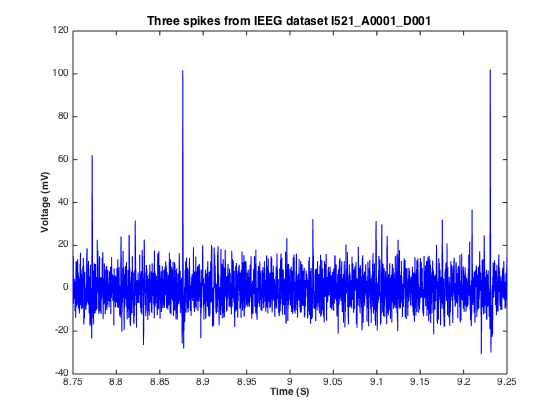 Three spikes from IEEG dataset I521_A0001_D001
120
100
80
60
40
20
0
-20
-40
Voltage (mV)
8.75 8.8 8.85 8.9 8.95 9 9.05 9.1 9.15 9.2 9.25
Time (S)